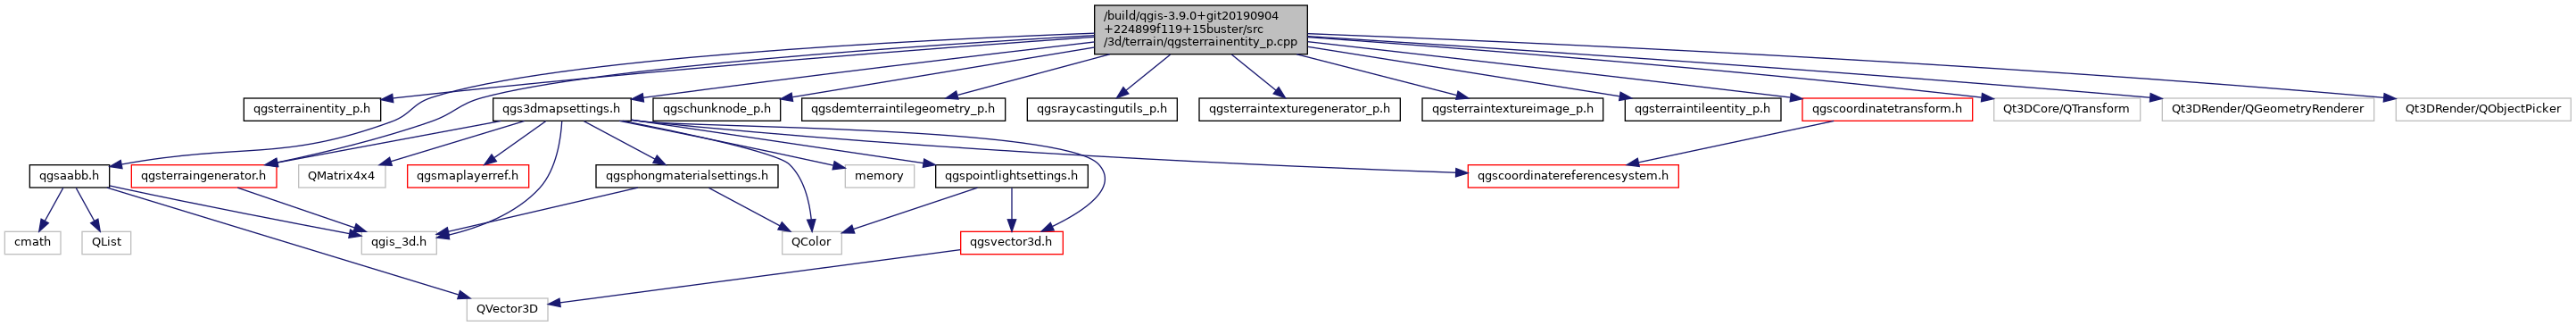 /build/qgis-3.9.0+git20190904
+224899f119+15buster/src
/3d/terrain/qgsterrainentity_p.cpp
qgsterrainentity_p.h
qgs3dmapsettings.h
qgschunknode_p.h
qgsdemterraintilegeometry_p.h
qgsraycastingutils_p.h
qgsterraintexturegenerator_p.h
qgsterraintextureimage_p.h
qgsterraintileentity_p.h
qgscoordinatetransform.h
Qt3DCore/QTransform
Qt3DRender/QGeometryRenderer
Qt3DRender/QObjectPicker
qgsaabb.h
qgsterraingenerator.h
QMatrix4x4
qgsmaplayerref.h
qgsphongmaterialsettings.h
memory
qgspointlightsettings.h
qgscoordinatereferencesystem.h
cmath
QList
qgis_3d.h
QColor
qgsvector3d.h
QVector3D